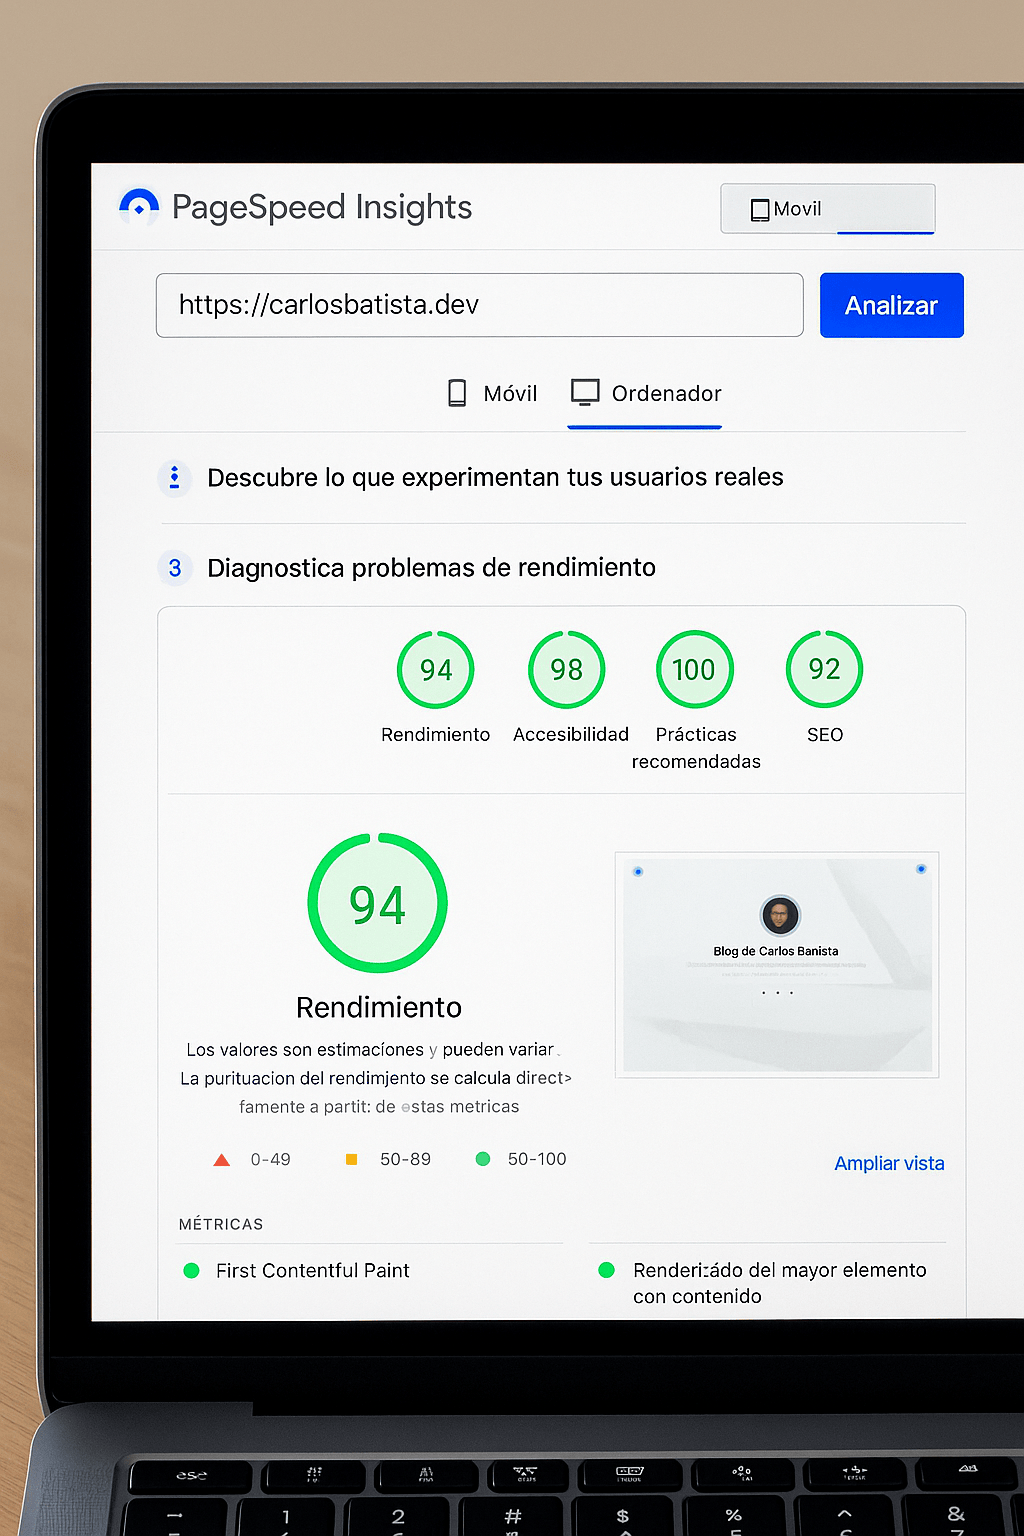 PageSpeed Insights
Movil
https://carlosbatista.dev
Analizar
Móvil
Ordenador
Descubre lo que experimentan tus usuarios reales
3
Diagnostica problemas de rendimiento
94
98
100
92
Rendimiento
Accesibilidad
Prácticas
recomendadas
SEO
94
Rendimiento
Los valores son estimacíones y pueden variar.
La purituacion del rendimjento se calcula direct>
famente a partit: de estas metricas
0-49
50-89
50-100
Blog de Carlos Banista
Ampliar vista
MÉTRICAS
First Contentful Paint
Renderizádo del mayor elemento
con contenido
ese
1
2
#
$
%
^
&